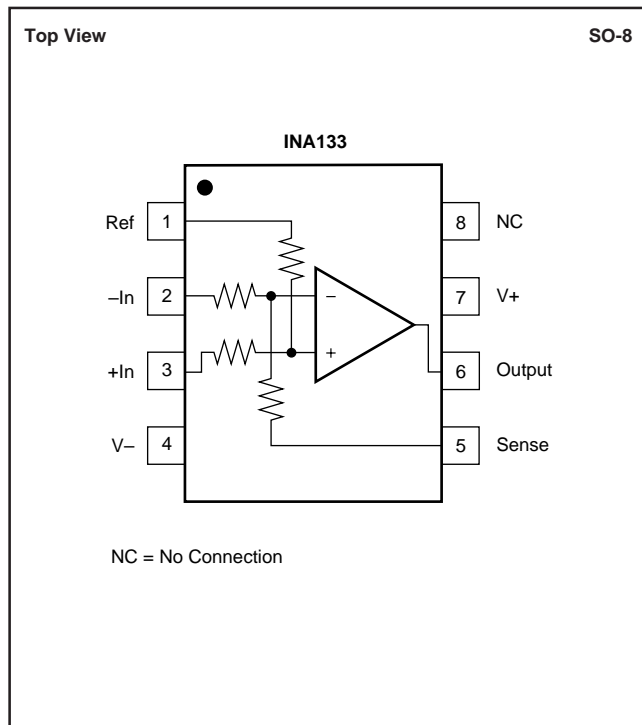 Top View SO-8
INA133
Ref 1 8 NC
–In 2 – 7 V+
+In 3 + 6 Output
V– 4 5 Sense
NC = No Connection